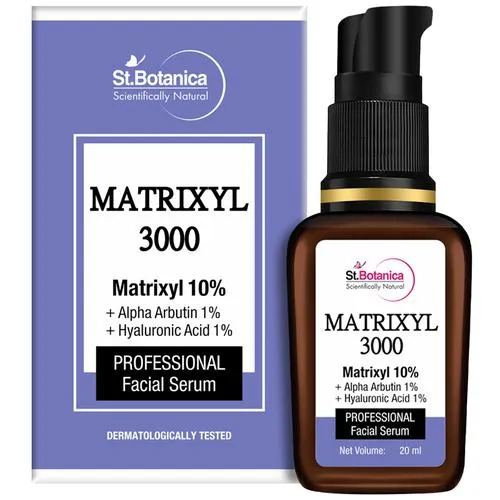 St.Botanica
Scientifically Natural
MATRIXYL
3000
Matrixyl 10%
+ Alpha Arbutin 1%
+ Hyaluronic Acid 1%
PROFESSIONAL
Facial Serum
DERMATOLOGICALLY TESTED
St.Botanica
Scientifically Natural
MATRIXYL
3000
Matrixyl 10%
+ Alpha Arbutin 1%
+ Hyaluronic Acid 1%
PROFESSIONAL
Facial Serum
Net Volume: 20 ml